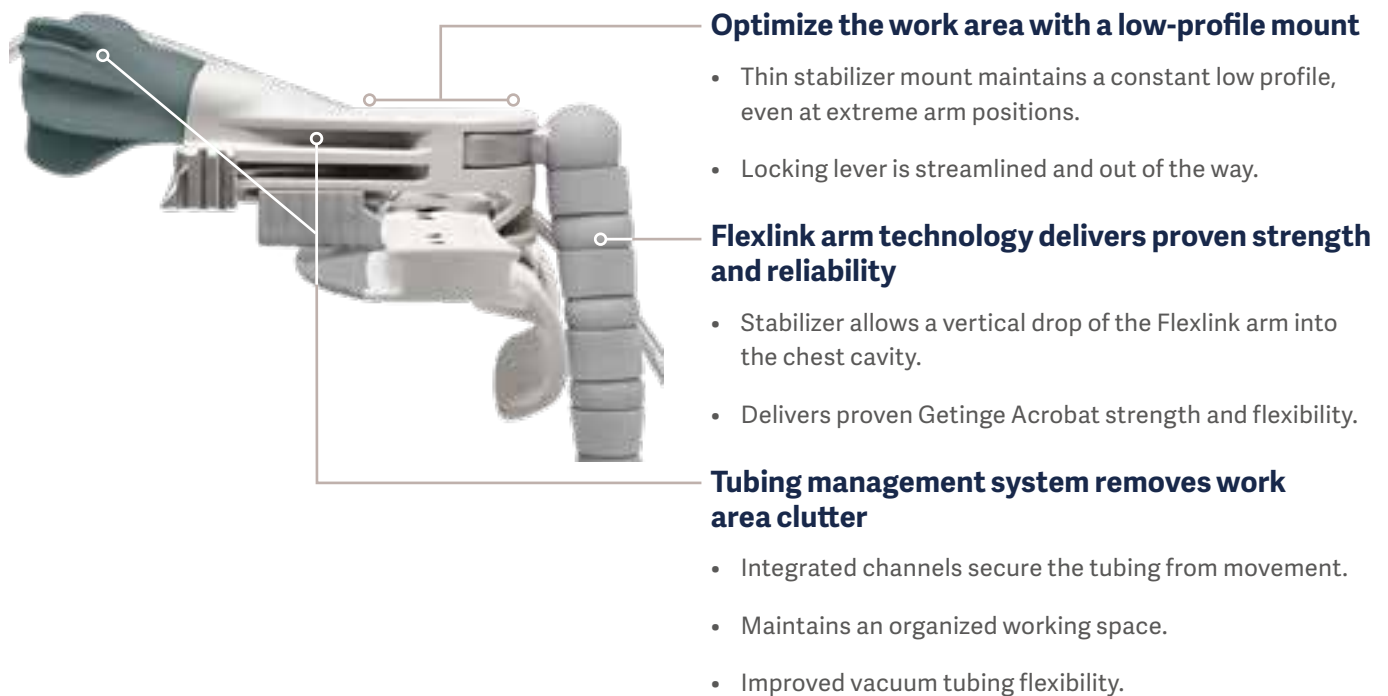 Optimize the work area with a low-profile mount
• Thin stabilizer mount maintains a constant low profile,
even at extreme arm positions.
• Locking lever is streamlined and out of the way.
Flexlink arm technology delivers proven strength
and reliability
• Stabilizer allows a vertical drop of the Flexlink arm into
the chest cavity.
• Delivers proven Getinge Acrobat strength and flexibility.
Tubing management system removes work
area clutter
• Integrated channels secure the tubing from movement.
• Maintains an organized working space.
• Improved vacuum tubing flexibility.